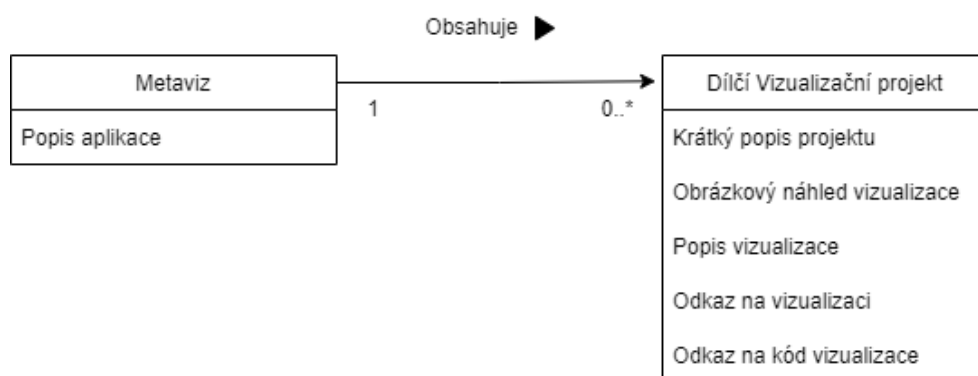 Obsahuje
Metaviz
Popis aplikace
1
0..*
Dílčí Vizualizační projekt
Krátký popis projektu
Obrázkový náhled vizualizace
Popis vizualizace
Odkaz na vizualizaci
Odkaz na kód vizualizace